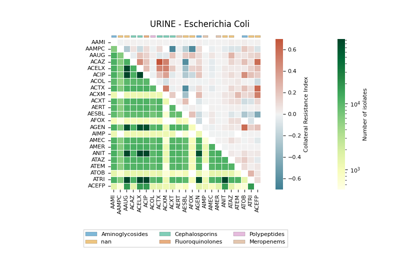 URINE - Escherichia Coli
AAMI
AAMPC
AAUG
ACAZ
ACELX
ACIP
ACOL
ACTX
ACXM
ACXT
AERT
AESBL
AFOX
AGEN
AIMP
AMEC
AMER
ANIT
ATAZ
ATEM
ATOB
ATRI
ACEFP
AAMI
AAMPC
AAUG
ACAZ
ACELX
ACIP
ACOL
ACTX
ACXM
ACXT
AERT
AESBL
AFOX
AGEN
AIMP
AMEC
AMER
ANIT
ATAZ
ATEM
ATOB
ATRI
ACEFP
0.6
0.4
0.2
0.0
−0.2
−0.4
−0.6
Collateral Resistance Index
10⁴
10³
Number of isolates
Aminoglycosides
nan
Cephalosporins
Fluoroquinolones
Polypeptides
Meropenems